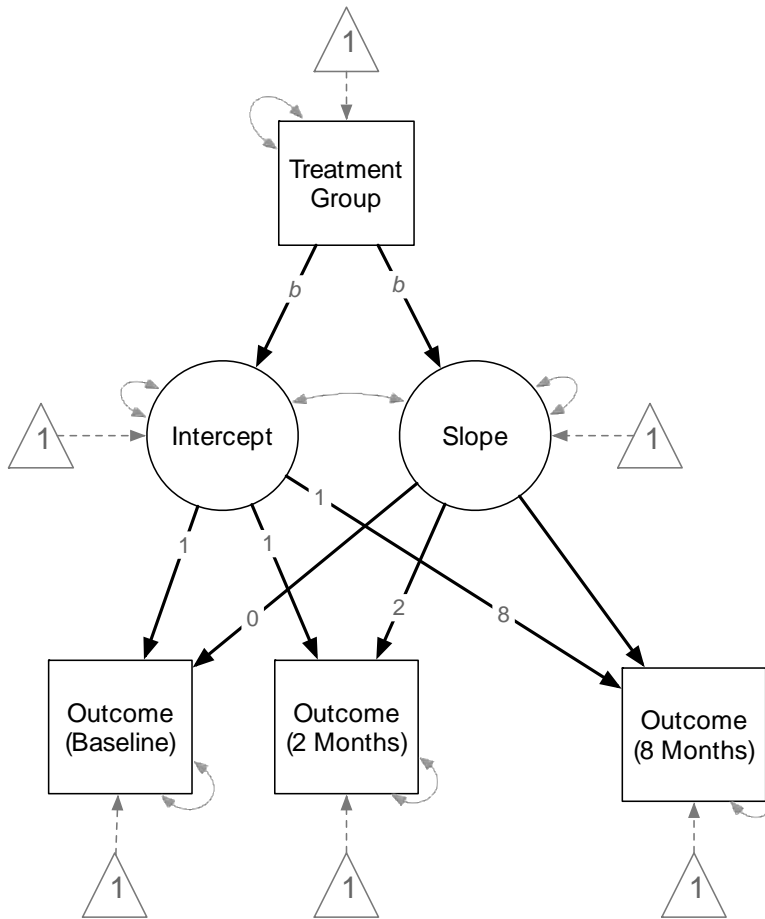 1
Treatment
Group
b
b
1
Intercept
Slope
1
1
1
1
0
2
8
Outcome
(Baseline)
Outcome
(2 Months)
Outcome
(8 Months)
1
1
1